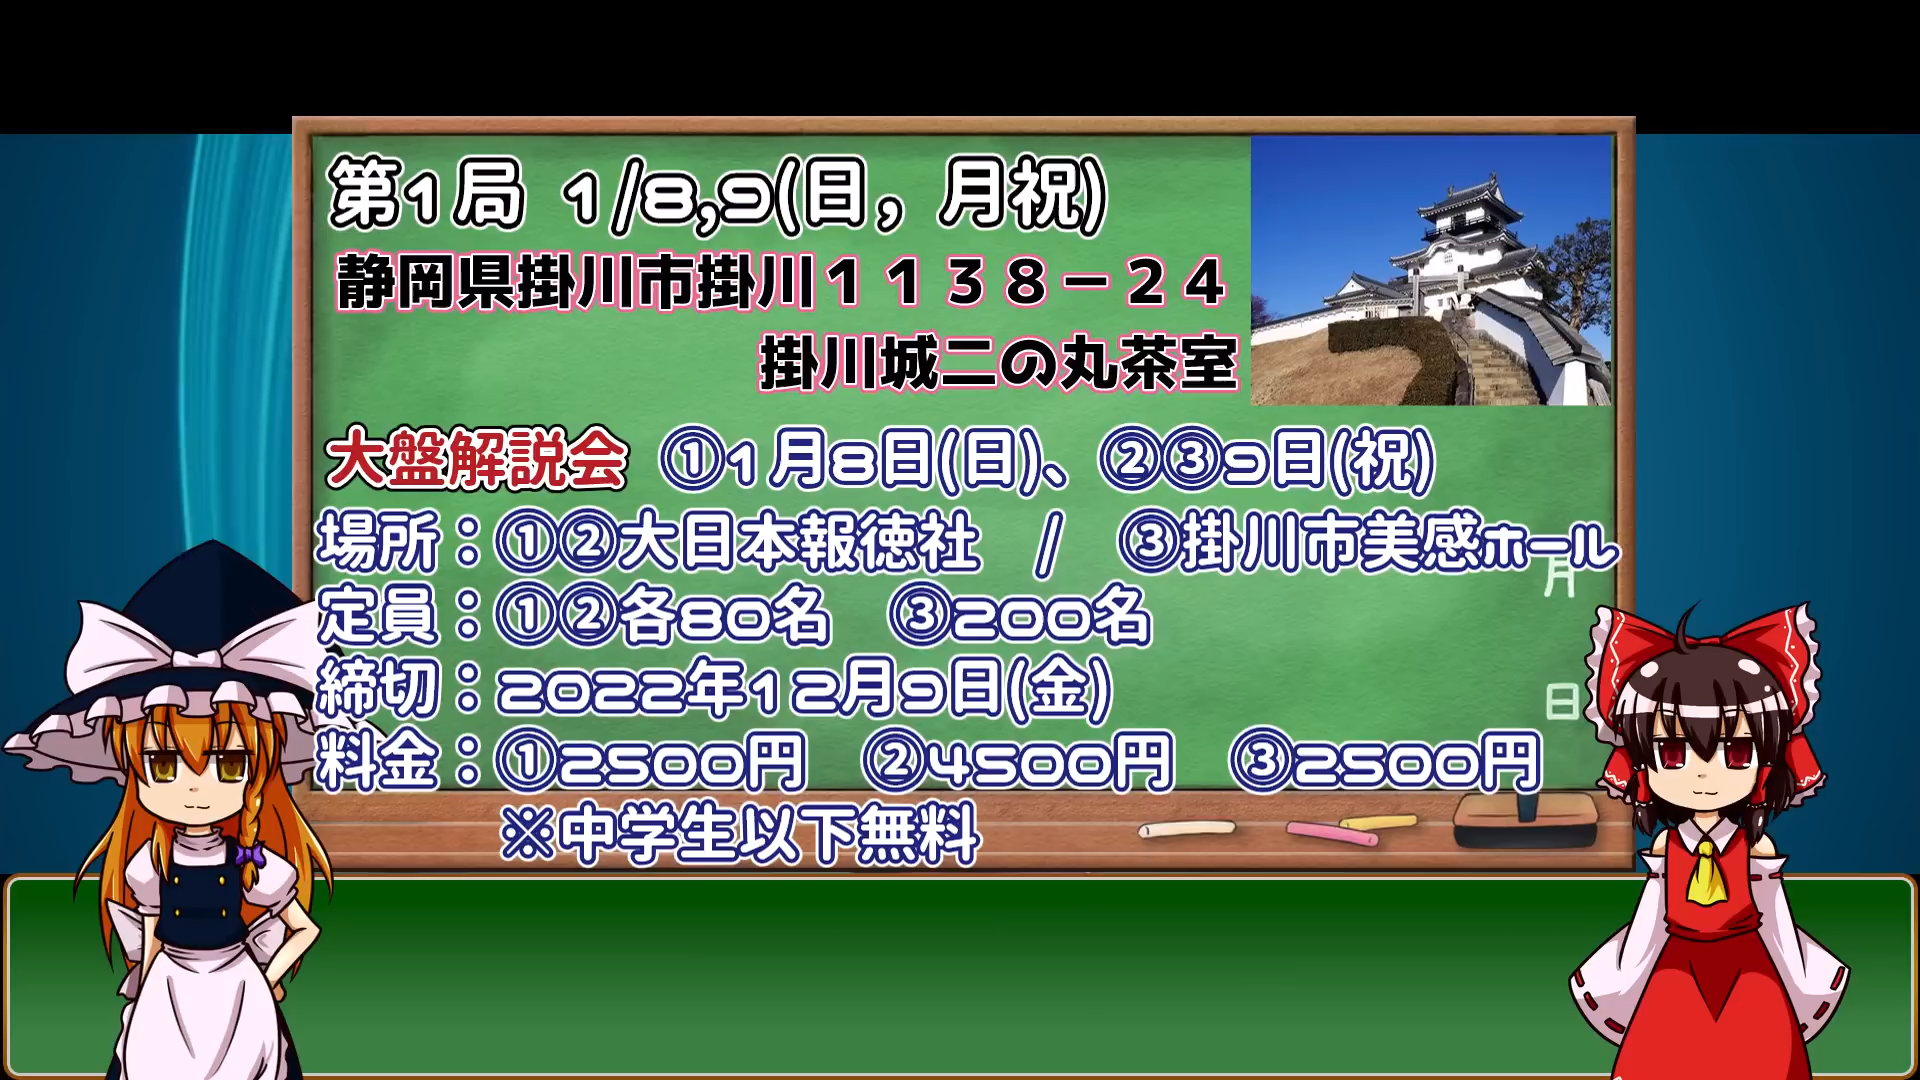 第1局 1/8,9(日，月祝)
静岡県掛川市掛川１１３８－２４
掛川城二の丸茶室
大盤解説会 ①1月8日(日)、②③9日(祝)
場所：①②大日本報徳社 / ③掛川市美感ホール
月
定員：①②各80名 ③200名
締切：2022年12月9日(金)
日
料金：①2500円 ②4500円 ③2500円
※中学生以下無料